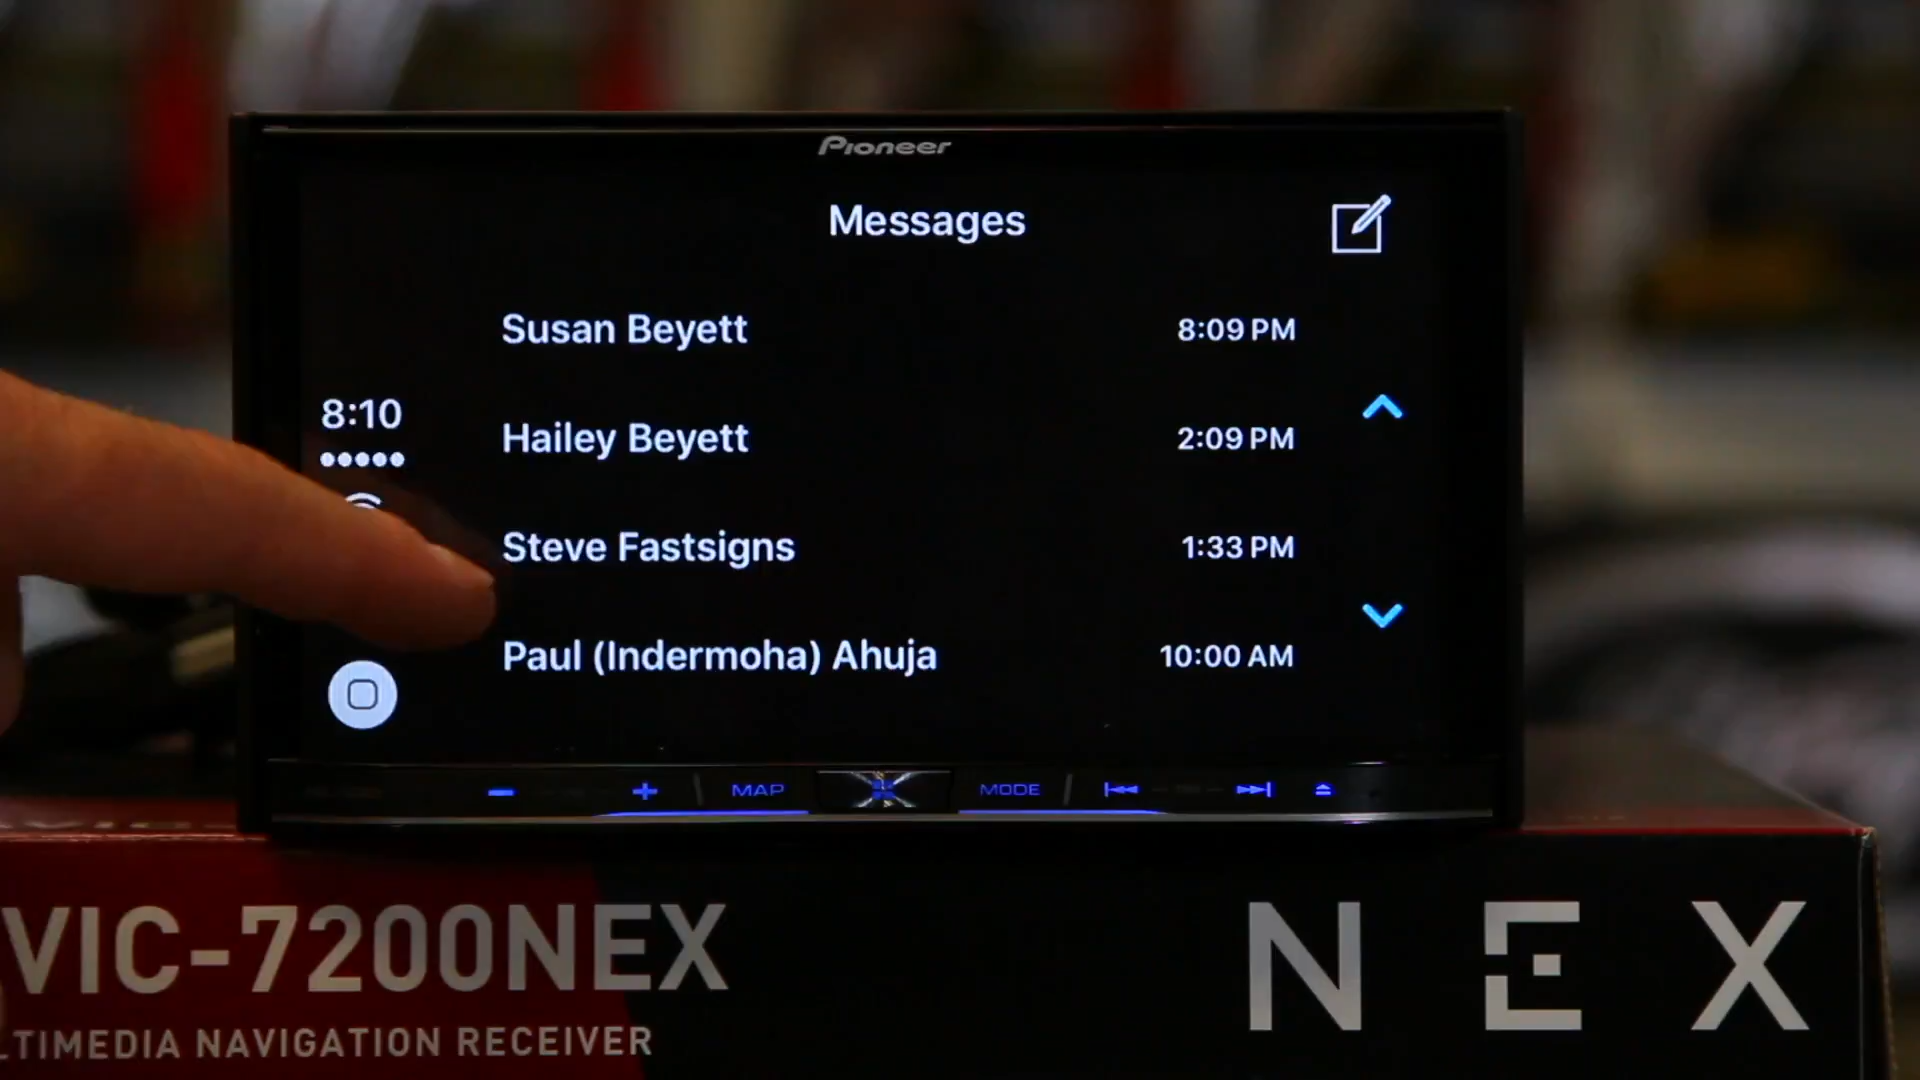 Pioneer
Messages
Susan Beyett 8:09 PM
8:10
Hailey Beyett 2:09 PM
Steve Fastsigns 1:33 PM
Paul (Indermoha) Ahuja 10:00 AM
MAP MODE
VIC-7200NEX
NEX
LTIMEDIA NAVIGATION RECEIVER